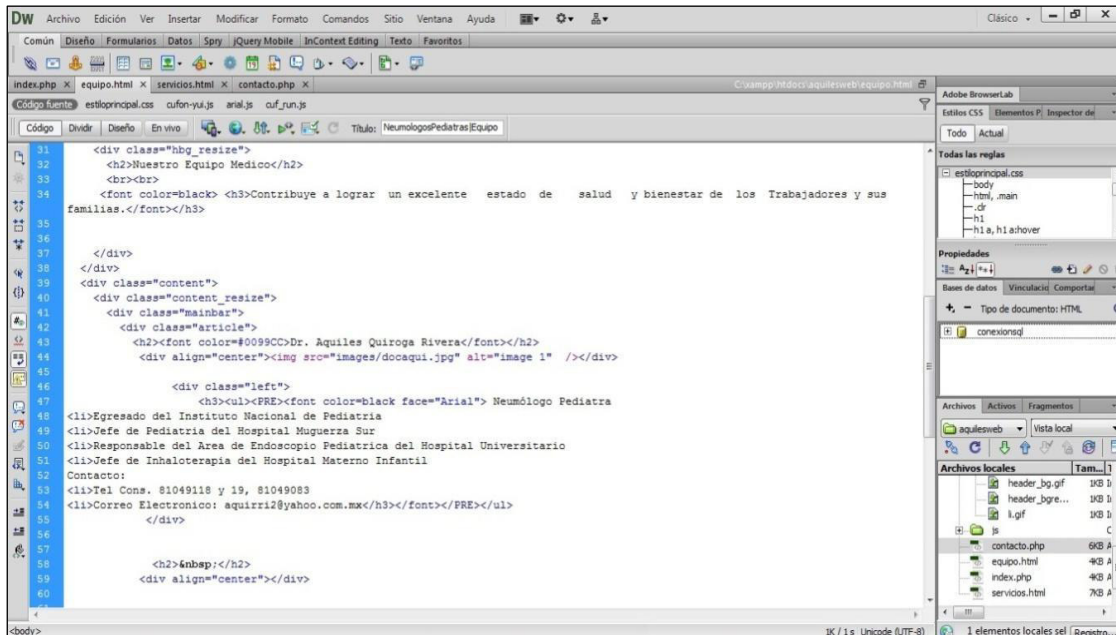 DW Archivo Edición Ver Insertar Modificar Formato Comandos Sitio Ventana Ayuda Clásico
Común Diseño Formularios Datos Spry jQuery Mobile InContext Editing Texto Favoritos
index.php × equipo.html × servicios.html × contacto.php × C:\xampp\htdocs\aquilesweb\equipo.html
Código fuente estiloprincipal.css cufon-yui.js arial.js cuf_run.js
Código Dividir Diseño En vivo Título: NeumologosPediatras|Equipo
31 <div class="hbg_resize">
32 <h2>Nuestro Equipo Medico</h2>
33 <br><br>
34 <font color=black> <h3>Contribuye a lograr un excelente estado de salud y bienestar de los Trabajadores y sus
familias.</font></h3>
35
36
37 </div>
38 </div>
39 <div class="content">
40 <div class="content_resize">
41 <div class="mainbar">
42 <div class="article">
43 <h2><font color=#0099CC>Dr. Aquiles Quiroga Rivera</font></h2>
44 <div align="center"><img src="images/docaqui.jpg" alt="image 1" /></div>
45
46 <div class="left">
47 <h3><ul><PRE><font color=black face="Arial"> Neumólogo Pediatra
48 <li>Egresado del Instituto Nacional de Pediatria
49 <li>Jefe de Pediatria del Hospital Muguerza Sur
50 <li>Responsable del Area de Endoscopio Pediatrica del Hospital Universitario
51 <li>Jefe de Inhaloterapia del Hospital Materno Infantil
52 Contacto:
53 <li>Tel Cons. 81049118 y 19, 81049083
54 <li>Correo Electronico: aquirri2@yahoo.com.mx</h3></font></PRE></ul>
55 </div>
56
57
58 <h2>&nbsp;</h2>
59 <div align="center"></div>
60
61
<body> 1K / 1 s Unicode (UTF-8)
Adobe BrowserLab
Estilos CSS Elementos P. Inspector de
Todo Actual
Todas las reglas
estiloprincipal.css
body
html, .main
.clr
h1
h1 a, h1 a:hover
Propiedades
Bases de datos Vinculació Comportar
Tipo de documento: HTML
conexionsql
Archivos Activos Fragmentos
aquilesweb Vista local
Archivos locales Tam...
header_bg.gif 1KB
header_bgre... 1KB
li.gif 1KB
js
contacto.php 6KB A
equipo.html 4KB A
index.php 4KB A
servicios.html 7KB A
1 elementos locales sel Registro